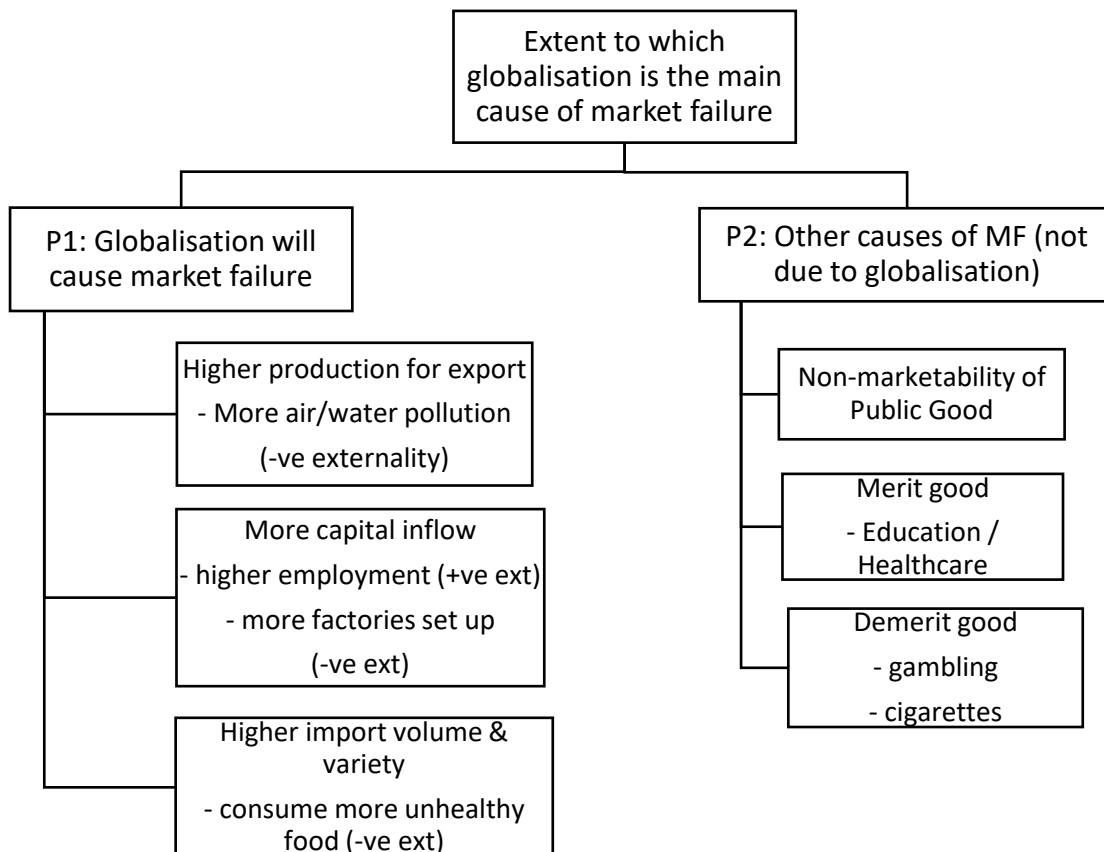 Extent to which
globalisation is the main
cause of market failure
P1: Globalisation will
cause market failure
Higher production for export
- More air/water pollution
(-ve externality)
More capital inflow
- higher employment (+ve ext)
- more factories set up
(-ve ext)
Higher import volume &
variety
- consume more unhealthy
food (-ve ext)
P2: Other causes of MF (not
due to globalisation)
Non-marketability of
Public Good
Merit good
- Education /
Healthcare
Demerit good
- gambling
- cigarettes